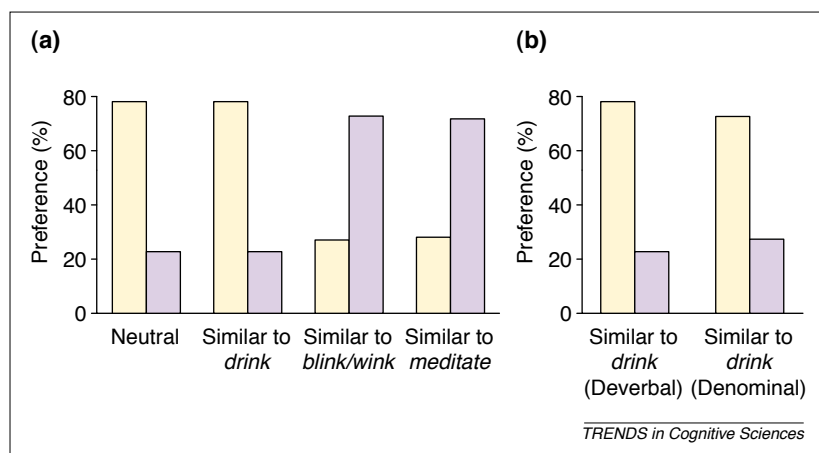 (a)
Preference (%)
80
60
40
20
0
Neutral
Similar to
drink
Similar to
blink/wink
Similar to
meditate
(b)
Preference (%)
80
60
40
20
0
Similar to
drink
(Deverbal)
Similar to
drink
(Denominal)
TRENDS in Cognitive Sciences